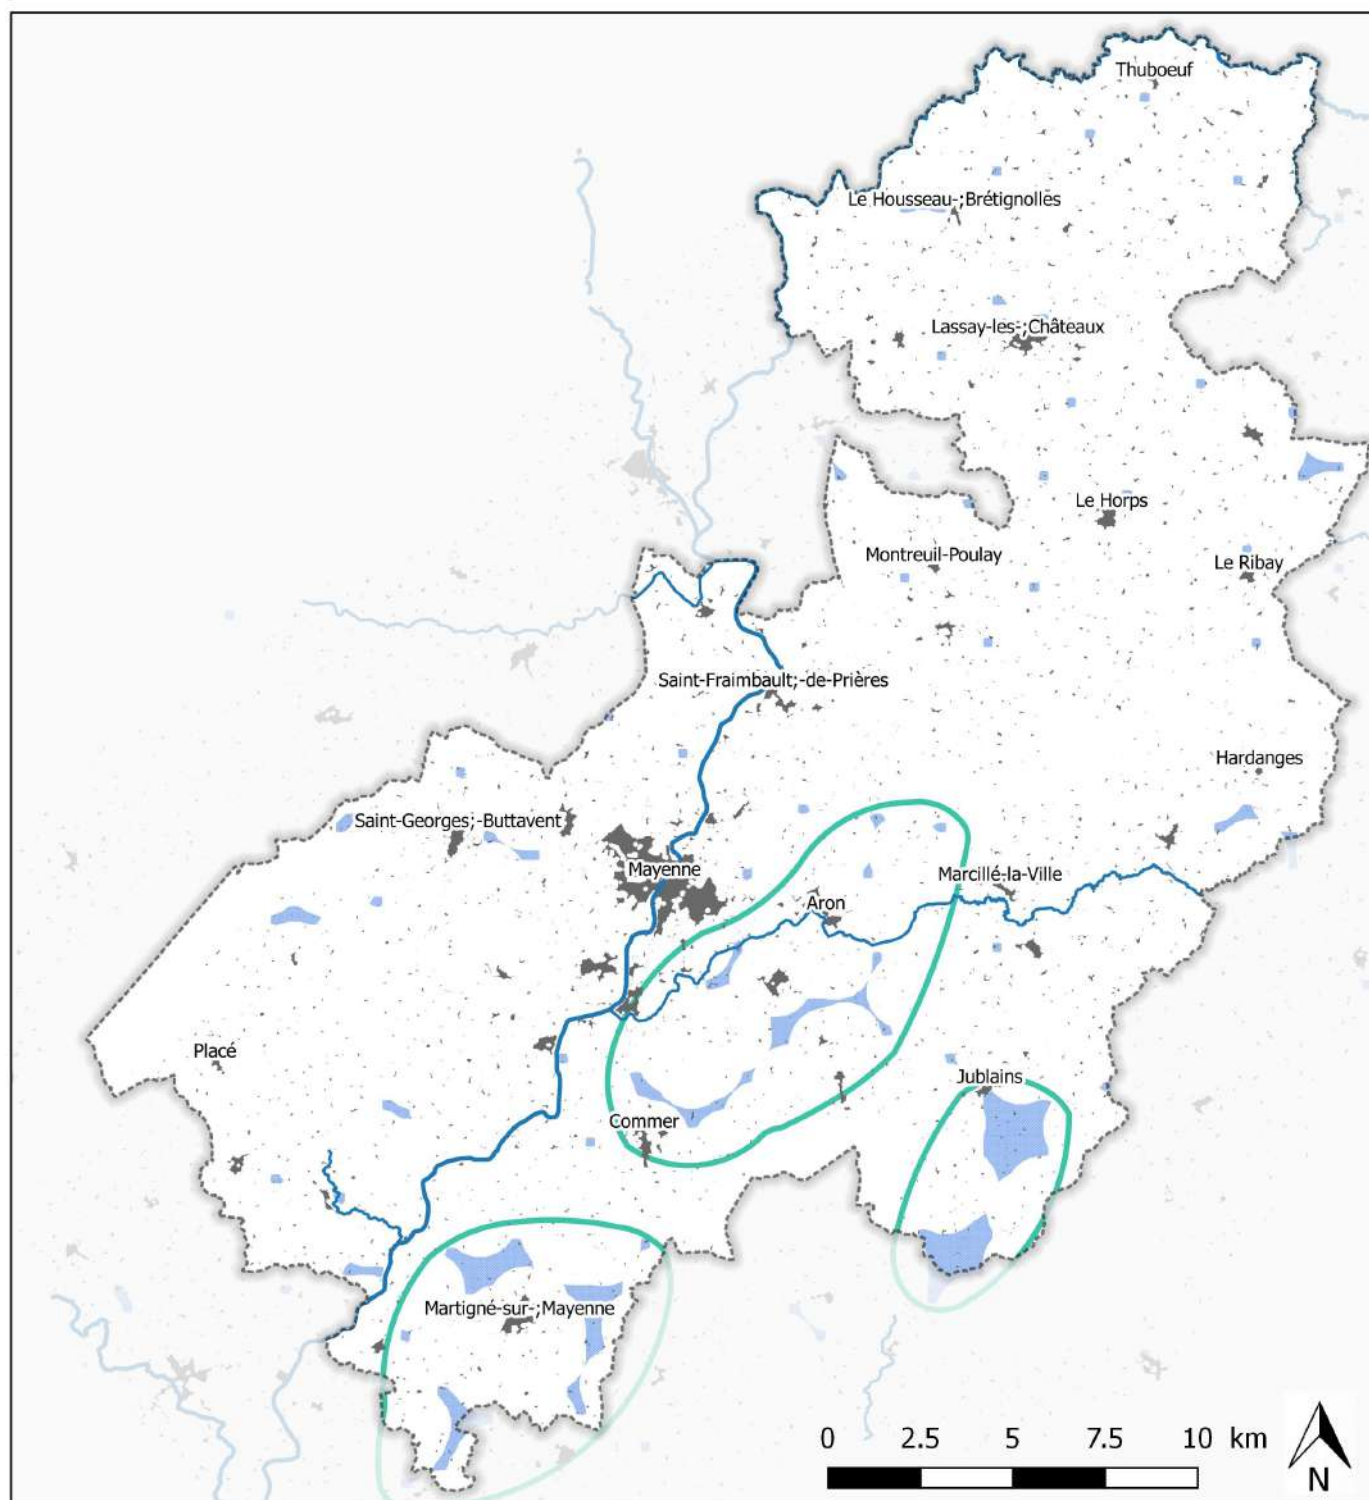 Thuboeuf
Le Housseau-;Brétignolles
Lassay-les-;Châteaux
Le Horps
Montreuil-Poulay
Le Ribay
Saint-Fraimbault;-de-Prières
Hardanges
Saint-Georges;-Buttavent
Mayenne
Marcillé-la-Ville
Aron
Placé
Jublains
Commer
Martigné-sur-;Mayenne
0 2.5 5 7.5 10 km
N